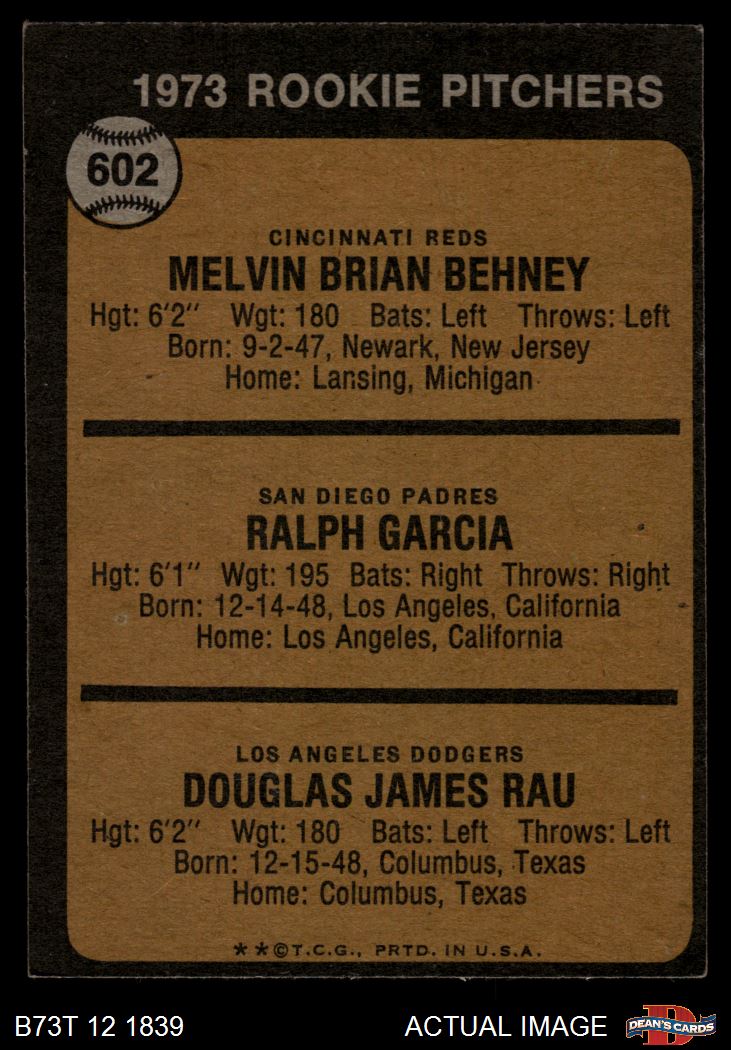 1973 ROOKIE PITCHERS
602
CINCINNATI REDS
MELVIN BRIAN BEHNEY
Hgt: 6'2" Wgt: 180 Bats: Left Throws: Left
Born: 9-2-47, Newark, New Jersey
Home: Lansing, Michigan
SAN DIEGO PADRES
RALPH GARCIA
Hgt: 6'1" Wgt: 195 Bats: Right Throws: Right
Born: 12-14-48, Los Angeles, California
Home: Los Angeles, California
LOS ANGELES DODGERS
DOUGLAS JAMES RAU
Hgt: 6'2" Wgt: 180 Bats: Left Throws: Left
Born: 12-15-48, Columbus, Texas
Home: Columbus, Texas
**©T.C.G., PRTD. IN U.S.A.
B73T 12 1839
ACTUAL IMAGE
D
DEAN'S CARDS